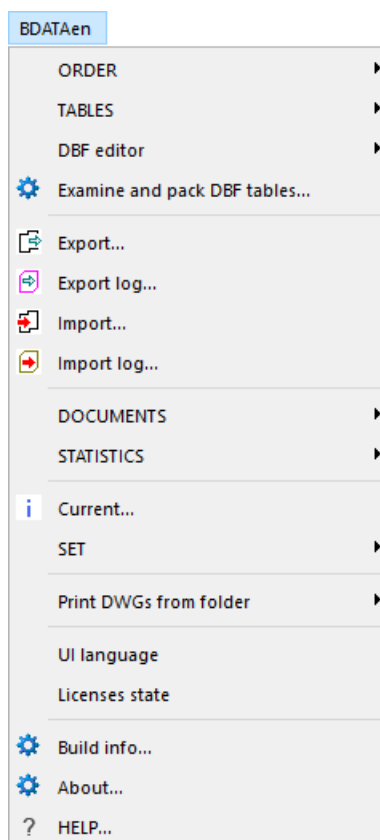 BDATAen
ORDER
TABLES
DBF editor
Examine and pack DBF tables...
Export...
Export log...
Import...
Import log...
DOCUMENTS
STATISTICS
Current...
SET
Print DWGs from folder
UI language
Licenses state
Build info...
About...
HELP...